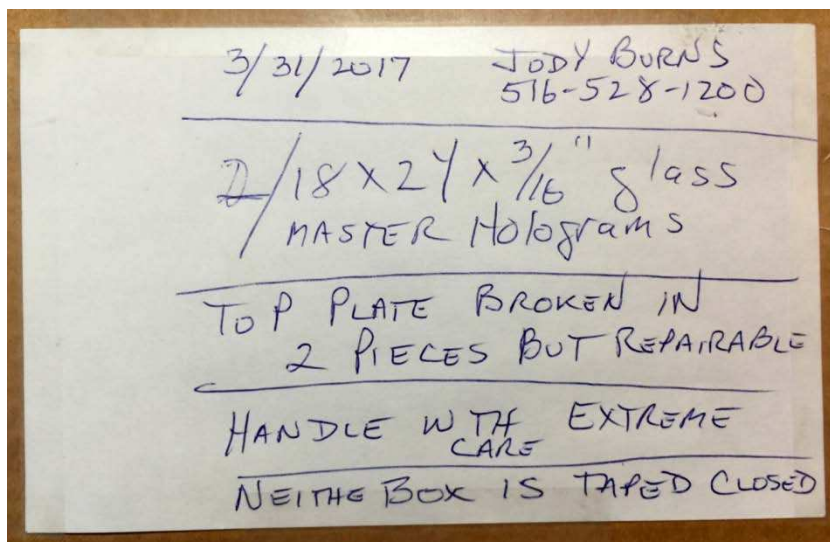 3/31/2017 JODY BURNS
516-528-1200
2/18 X 24 X 3/16" glass
MASTER Holograms
TOP PLATE BROKEN IN
2 PIECES BUT REPAIRABLE
HANDLE WTH EXTREME
CARE
NEITHE BOX IS TAPED CLOSED